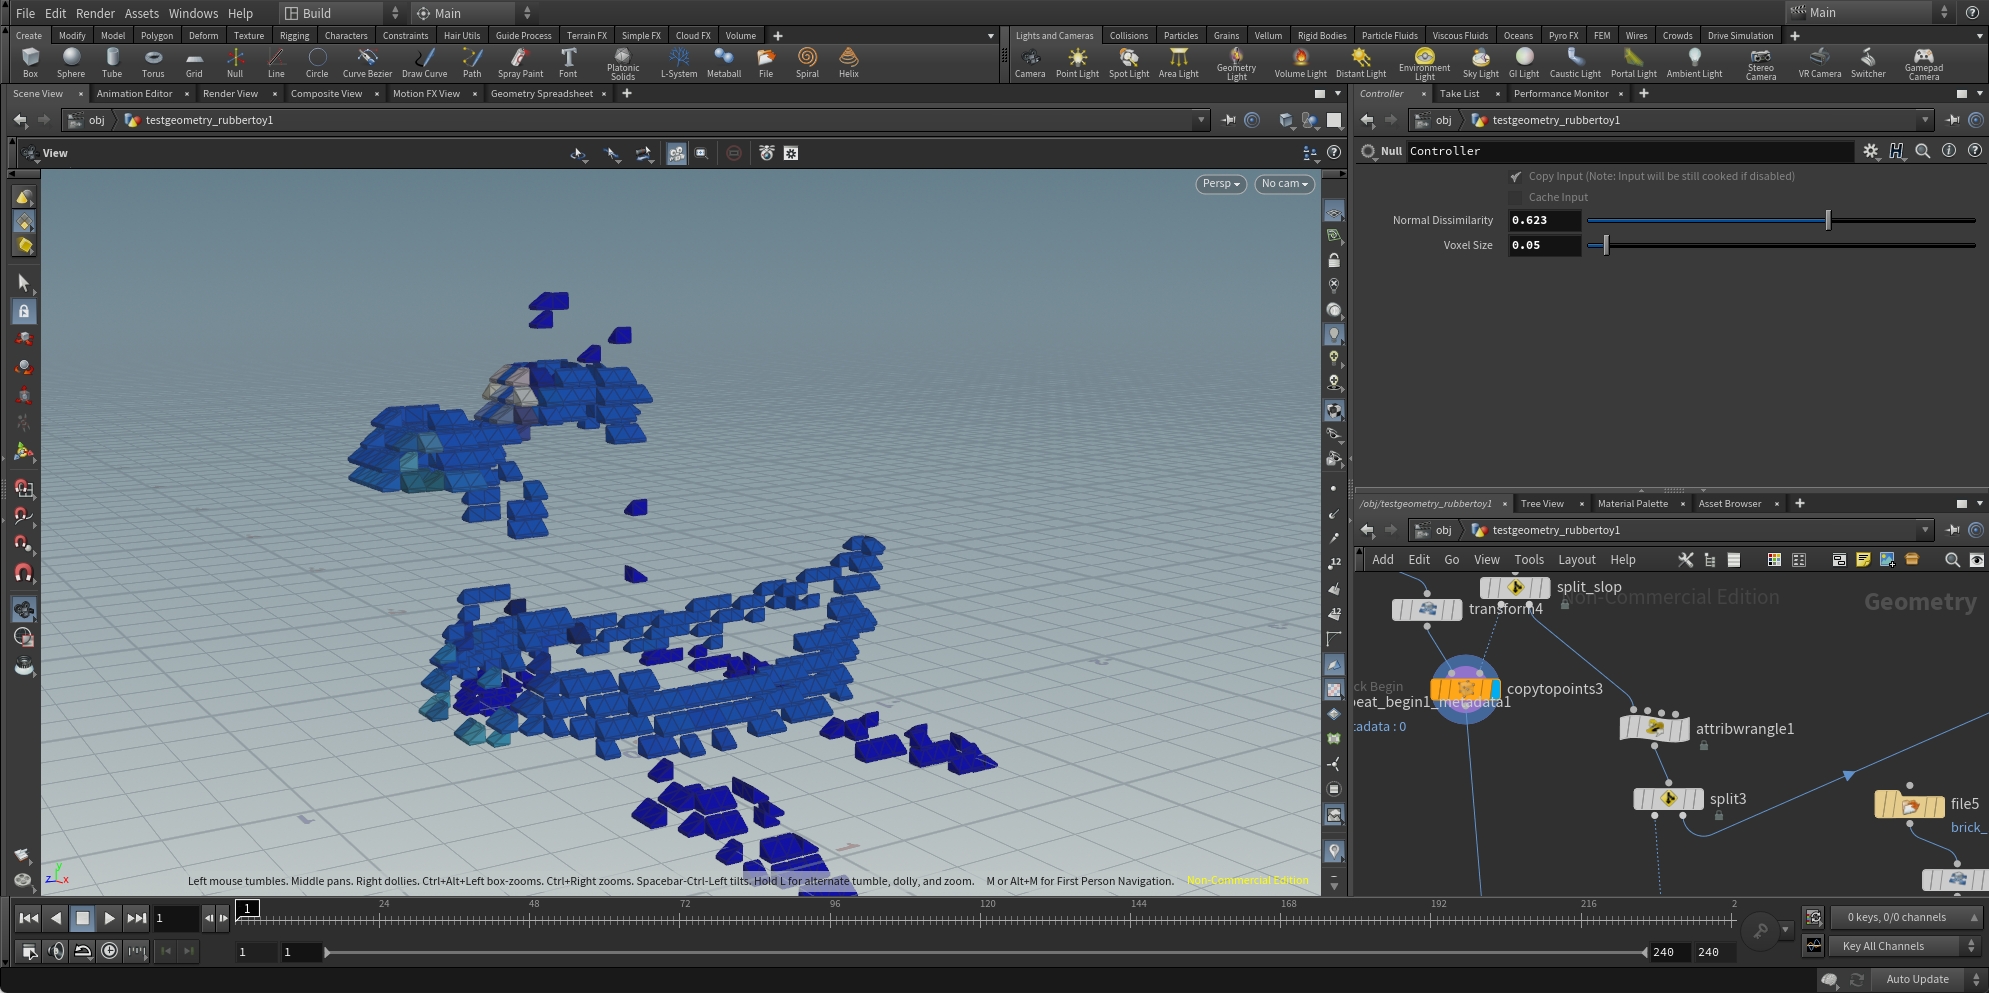 File Edit Render Assets Windows Help Build Main Main
Create Modify Model Polygon Deform Texture Rigging Characters Constraints Hair Utils Guide Process Terrain FX Simple FX Cloud FX Volume
Lights and Cameras Collisions Particles Grains Vellum Rigid Bodies Particle Fluids Viscous Fluids Oceans Pyro FX FEM Wires Crowds Drive Simulation
Box Sphere Tube Torus Grid Null Line Circle Curve Bezier Draw Curve Path Spray Paint Font Platonic Solids L-System Metaball File Spiral Helix
Camera Point Light Spot Light Area Light Geometry Light Volume Light Distant Light Environment Light Sky Light GI Light Caustic Light Portal Light Ambient Light Stereo Camera VR Camera Switcher Gamepad Camera
Scene View Animation Editor Render View Composite View Motion FX View Geometry Spreadsheet
Controller Take List Performance Monitor
obj testgeometry_rubbertoy1
obj testgeometry_rubbertoy1
View
Null Controller
Persp No cam
Copy Input (Note: Input will be still cooked if disabled)
Cache Input
Normal Dissimilarity 0.623
Voxel Size 0.05
/obj/testgeometry_rubbertoy1 Tree View Material Palette Asset Browser
obj testgeometry_rubbertoy1
Add Edit Go View Tools Layout Help
split_slop
Non-Commercial Edition
Geometry
transform4
ck Begin
copytopoints3
eat_begin1_metadata1
tadata : 0
attribwrangle1
split3
file5
brick_
12
12
Left mouse tumbles. Middle pans. Right dollies. Ctrl+Alt+Left box-zooms. Ctrl+Right zooms. Spacebar-Ctrl-Left tilts. Hold L for alternate tumble, dolly, and zoom. M or Alt+M for First Person Navigation.
Non-Commercial Edition
y
z x
1 1 24 48 72 96 120 144 168 192 216 2
0 keys, 0/0 channels
1 1 240 240
Key All Channels
Auto Update